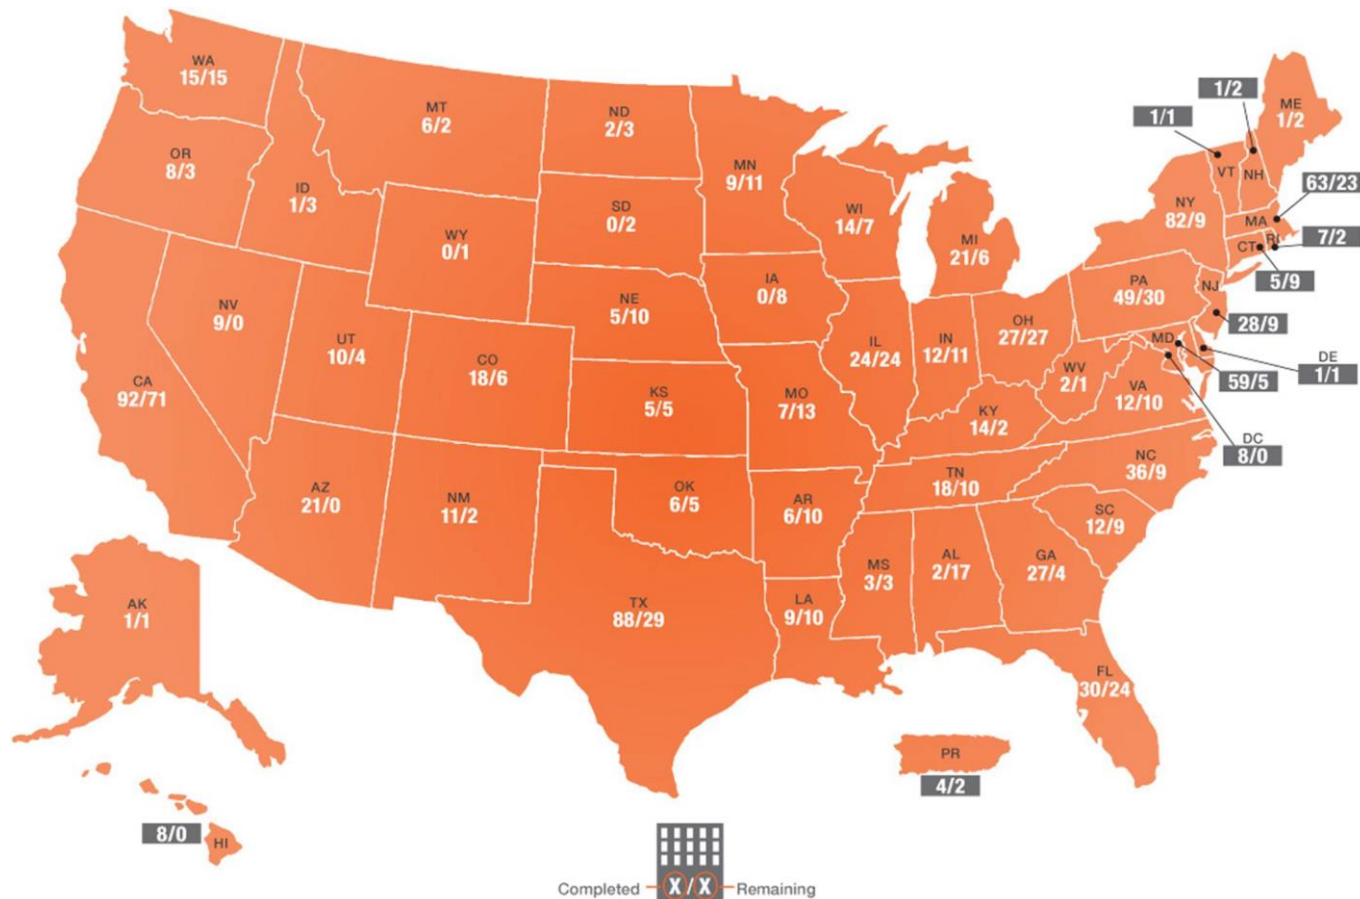 WA
15/15
OR
8/3
CA
92/71
ID
1/3
NV
9/0
MT
6/2
WY
0/1
UT
10/4
AZ
21/0
CO
18/6
NM
11/2
ND
2/3
SD
0/2
NE
5/10
KS
5/5
OK
6/5
TX
88/29
MN
9/11
IA
0/8
MO
7/13
AR
6/10
LA
9/10
WI
14/7
IL
24/24
MI
21/6
IN
12/11
OH
27/27
KY
14/2
TN
18/10
MS
3/3
AL
2/17
GA
27/4
FL
30/24
SC
12/9
NC
36/9
VA
12/10
WV
2/1
PA
49/30
NY
82/9
1/1
VT
1/2
NH
ME
1/2
63/23
MA
7/2
RI
CT
5/9
NJ
28/9
DE
1/1
MD
59/5
DC
8/0
AK
1/1
8/0
HI
PR
4/2
Completed X/X Remaining